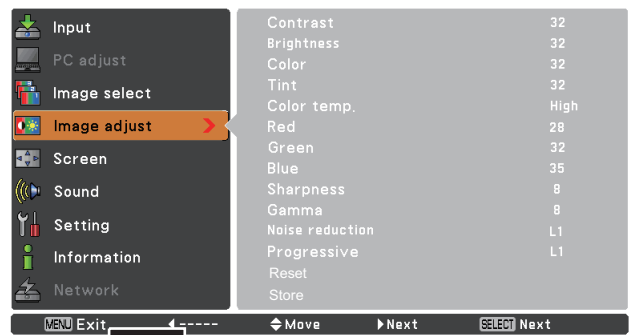 Input
PC adjust
Image select
Image adjust
Screen
Sound
Setting
Information
Network
Contrast 32
Brightness 32
Color 32
Tint 32
Color temp. High
Red 28
Green 32
Blue 35
Sharpness 8
Gamma 8
Noise reduction L1
Progressive L1
Reset
Store
MENU Exit ◀----- ◆Move ▶Next SELECT Next